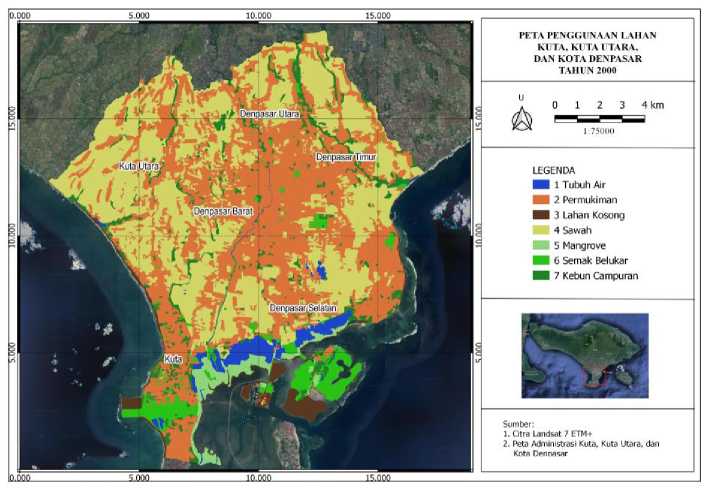 0.000 5.000 10.000 15.000
15.000
10.000
5.000
15.000
10.000
5.000
0.000 5.000 10.000 15.000
Denpasar Utara
Kuta Utara
Denpasar Timur
Denpasar Barat
Denpasar Selatan
Kuta
PETA PENGGUNAAN LAHAN
KUTA, KUTA UTARA,
DAN KOTA DENPASAR
TAHUN 2000
U
0 1 2 3 4 km
1:75000
LEGENDA
1 Tubuh Air
2 Permukiman
3 Lahan Kosong
4 Sawah
5 Mangrove
6 Semak Belukar
7 Kebun Campuran
Sumber:
1. Citra Landsat 7 ETM+
2. Peta Administrasi Kuta, Kuta Utara, dan
Kota Denpasar